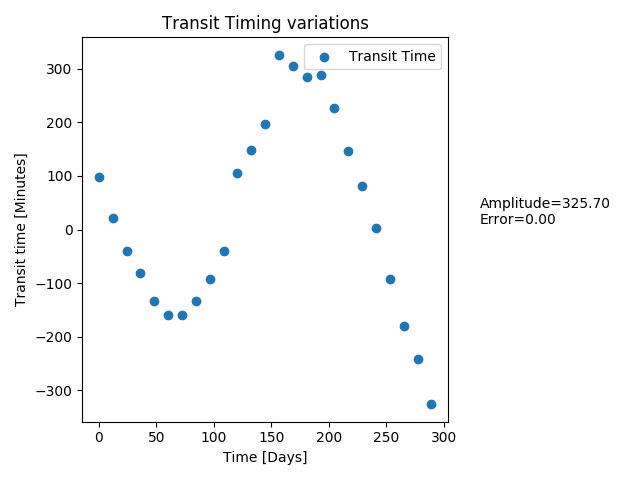 Transit Timing variations
Transit Time
Transit time [Minutes]
300
200
100
0
−100
−200
−300
Amplitude=325.70
Error=0.00
0 50 100 150 200 250 300
Time [Days]